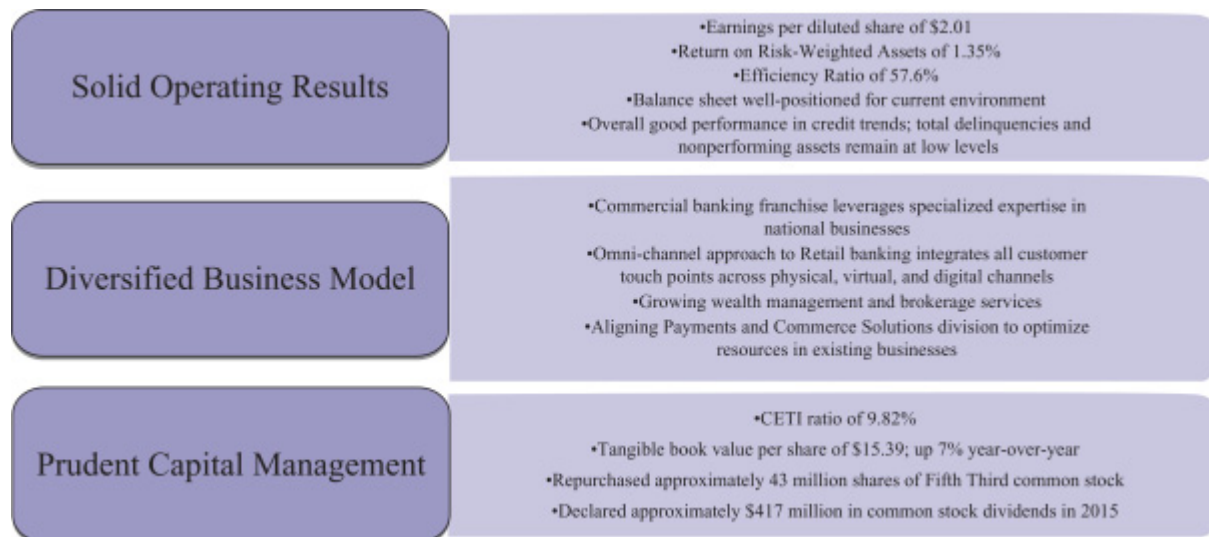 Solid Operating Results
•Earnings per diluted share of $2.01
•Return on Risk-Weighted Assets of 1.35%
•Efficiency Ratio of 57.6%
•Balance sheet well-positioned for current environment
•Overall good performance in credit trends; total delinquencies and
nonperforming assets remain at low levels
Diversified Business Model
•Commercial banking franchise leverages specialized expertise in
national businesses
•Omni-channel approach to Retail banking integrates all customer
touch points across physical, virtual, and digital channels
•Growing wealth management and brokerage services
•Aligning Payments and Commerce Solutions division to optimize
resources in existing businesses
Prudent Capital Management
•CETI ratio of 9.82%
•Tangible book value per share of $15.39; up 7% year-over-year
•Repurchased approximately 43 million shares of Fifth Third common stock
•Declared approximately $417 million in common stock dividends in 2015